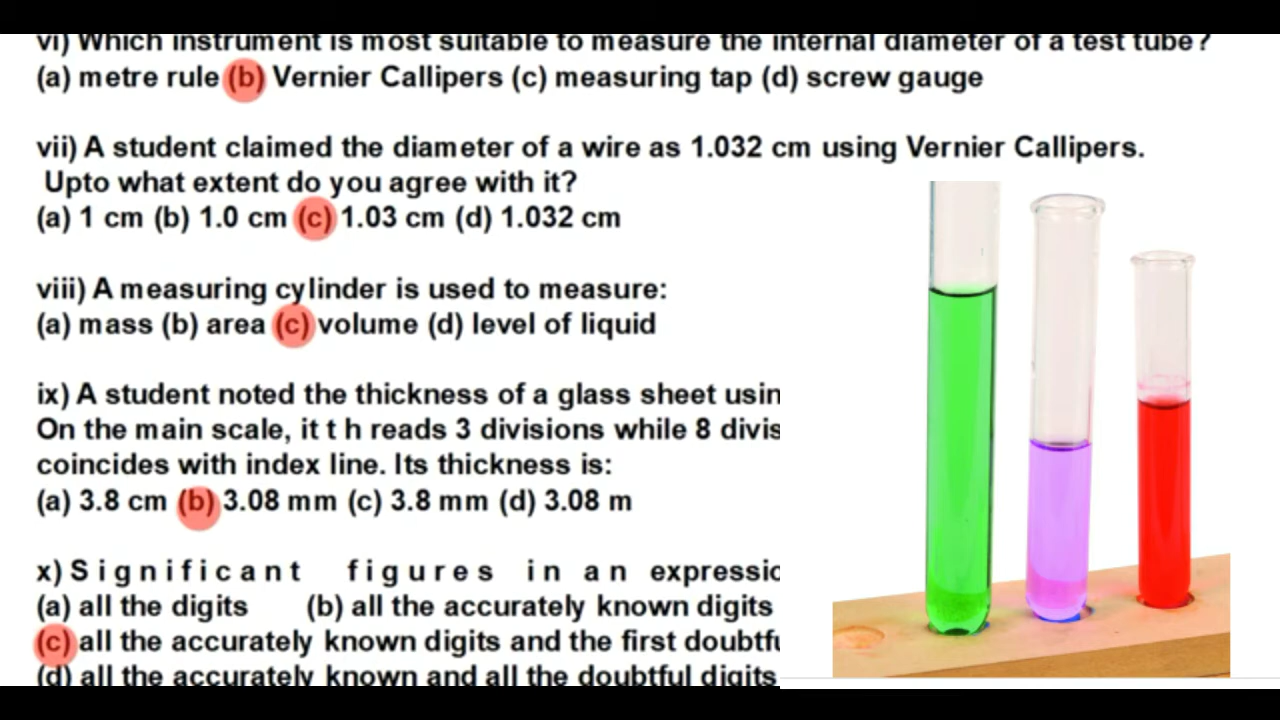 vi) Which instrument is most suitable to measure the internal diameter of a test tube?
(a) metre rule (b) Vernier Callipers (c) measuring tap (d) screw gauge
vii) A student claimed the diameter of a wire as 1.032 cm using Vernier Callipers.
Upto what extent do you agree with it?
(a) 1 cm (b) 1.0 cm (c) 1.03 cm (d) 1.032 cm
viii) A measuring cylinder is used to measure:
(a) mass (b) area (c) volume (d) level of liquid
ix) A student noted the thickness of a glass sheet
On the main scale, it t h reads 3 divisions while 8
coincides with index line. Its thickness is:
(a) 3.8 cm (b) 3.08 mm (c) 3.8 mm (d) 3.08 m
x) Significant figures in an
(a) all the digits (b) all the accurately known digits
(c) all the accurately known digits and the first
(d) all the accurately known and all the doubtful digits